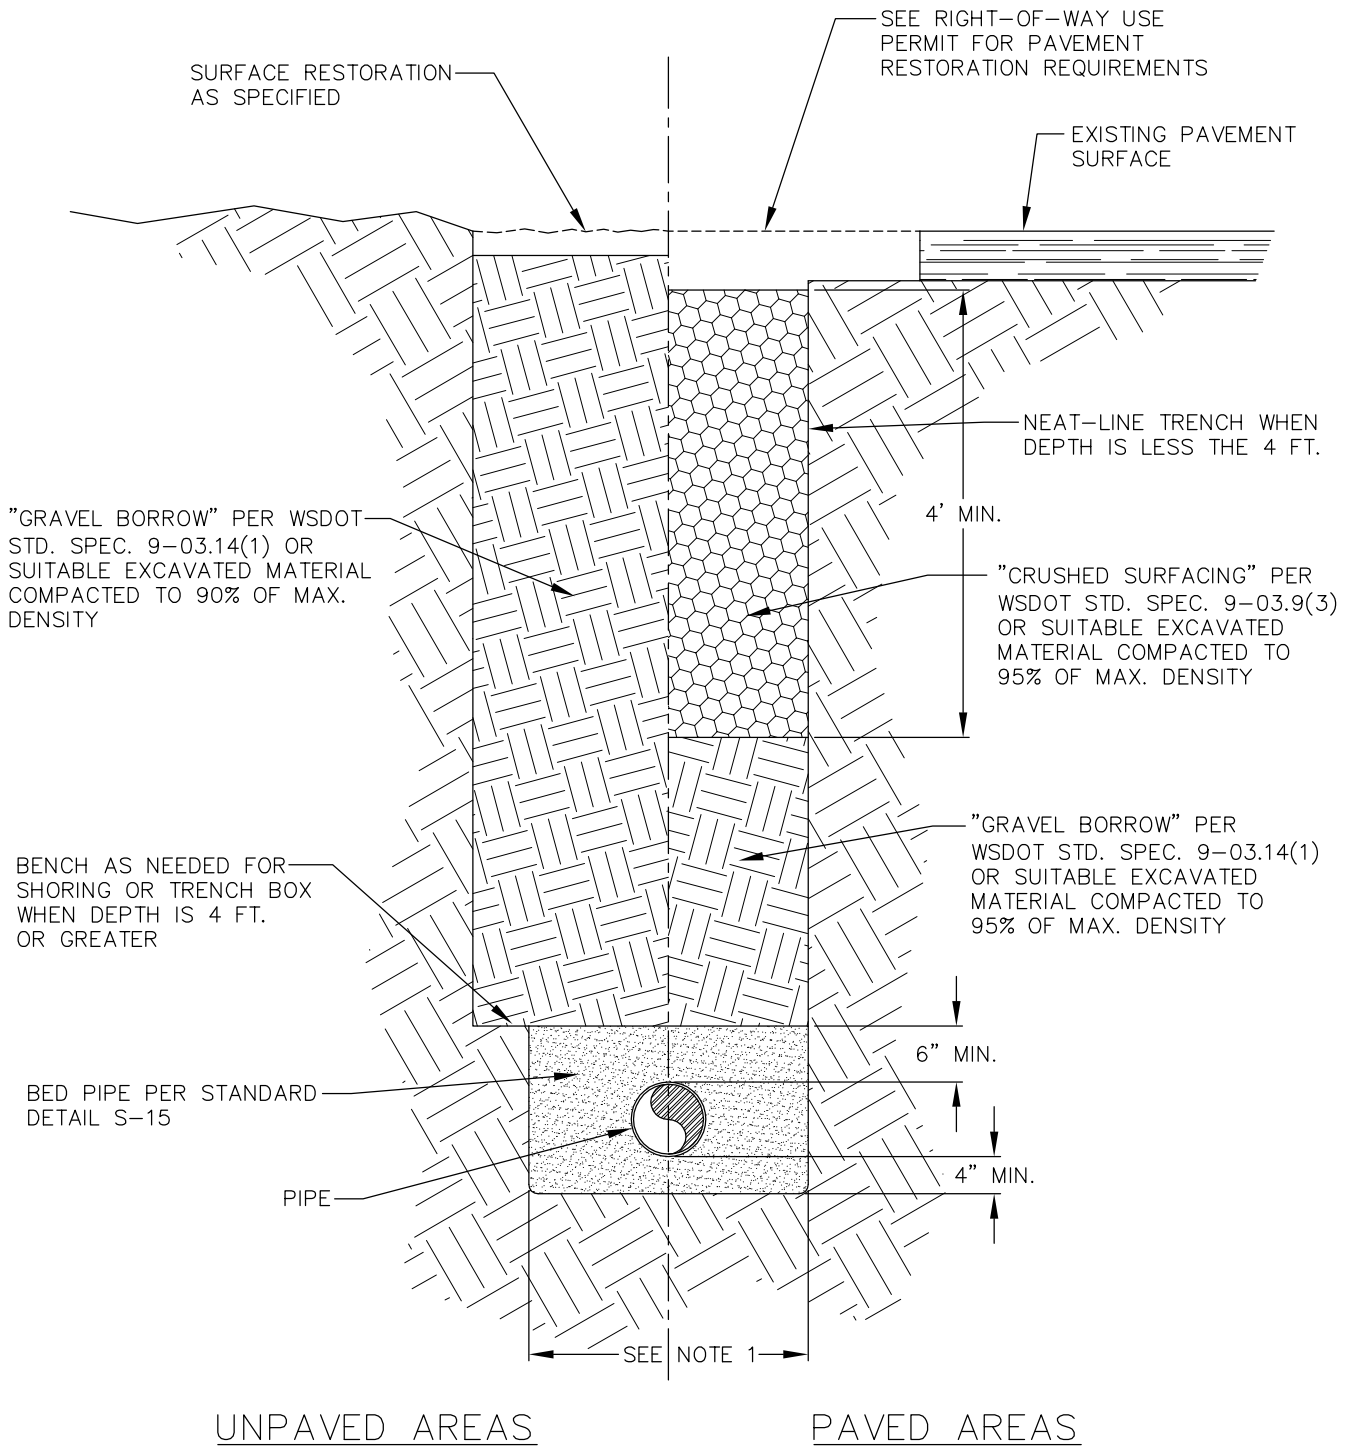 SEE RIGHT-OF-WAY USE
PERMIT FOR PAVEMENT
RESTORATION REQUIREMENTS
SURFACE RESTORATION
AS SPECIFIED
EXISTING PAVEMENT
SURFACE
NEAT-LINE TRENCH WHEN
DEPTH IS LESS THE 4 FT.
4' MIN.
"GRAVEL BORROW" PER WSDOT
STD. SPEC. 9-03.14(1) OR
SUITABLE EXCAVATED MATERIAL
COMPACTED TO 90% OF MAX.
DENSITY
"CRUSHED SURFACING" PER
WSDOT STD. SPEC. 9-03.9(3)
OR SUITABLE EXCAVATED
MATERIAL COMPACTED TO
95% OF MAX. DENSITY
"GRAVEL BORROW" PER
WSDOT STD. SPEC. 9-03.14(1)
OR SUITABLE EXCAVATED
MATERIAL COMPACTED TO
95% OF MAX. DENSITY
BENCH AS NEEDED FOR
SHORING OR TRENCH BOX
WHEN DEPTH IS 4 FT.
OR GREATER
6" MIN.
BED PIPE PER STANDARD
DETAIL S-15
4" MIN.
PIPE
SEE NOTE 1
UNPAVED AREAS
PAVED AREAS